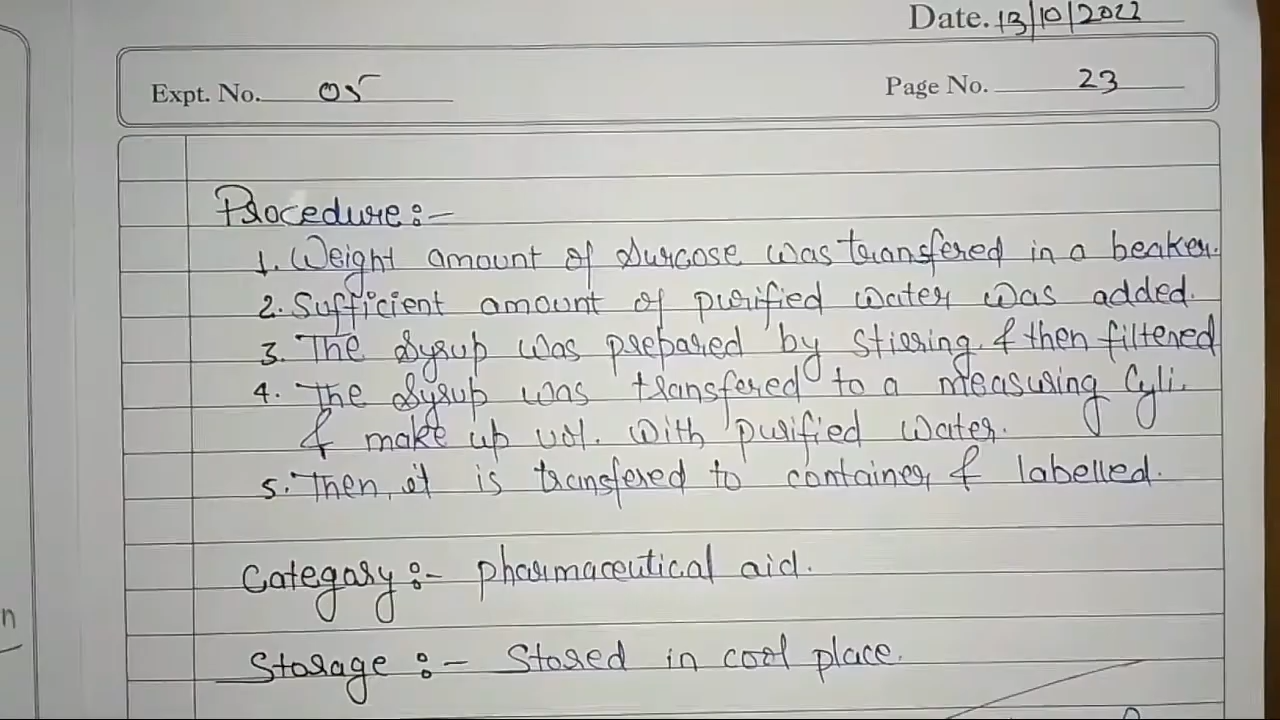 Date. 13/10/2022
Expt. No. 05
Page No. 23
Procedure:-
1. Weight amount of Surcose was transfered in a beaker.
2. Sufficient amount of purified water was added.
3. The Syrup was prepared by stirring & then filtered
4. The Syrup was transfered to a measuring Cyli.
& make up vol. with purified water.
5. Then, it is transfered to container & labelled.
Categary:- pharmaceutical aid.
Storage:- Stored in cool place.
n